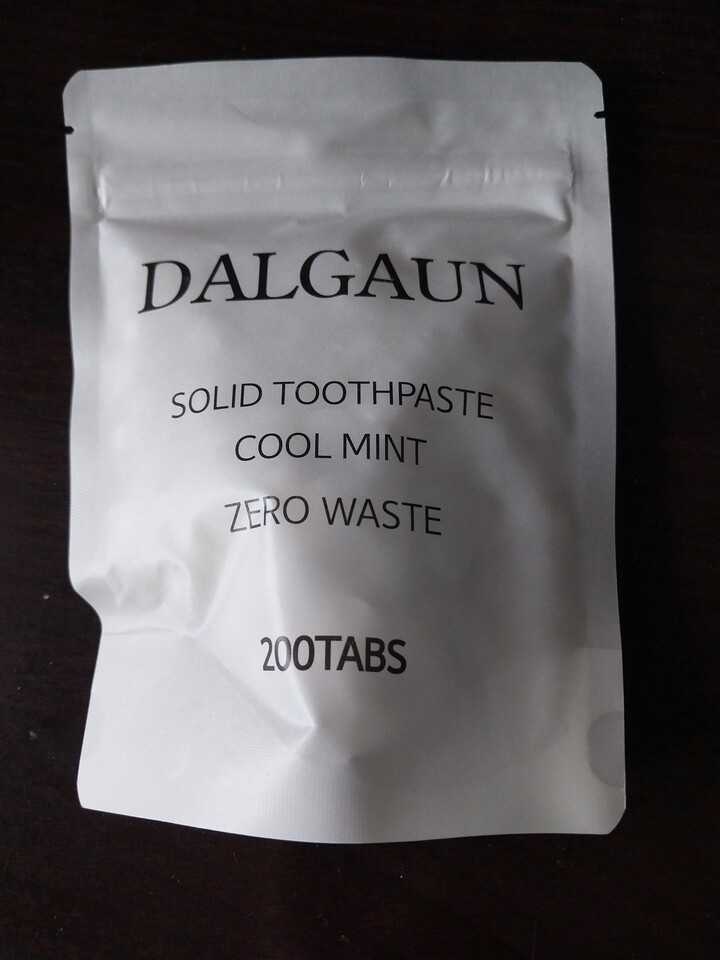 DALGAUN
SOLID TOOTHPASTE
COOL MINT
ZERO WASTE
200TABS